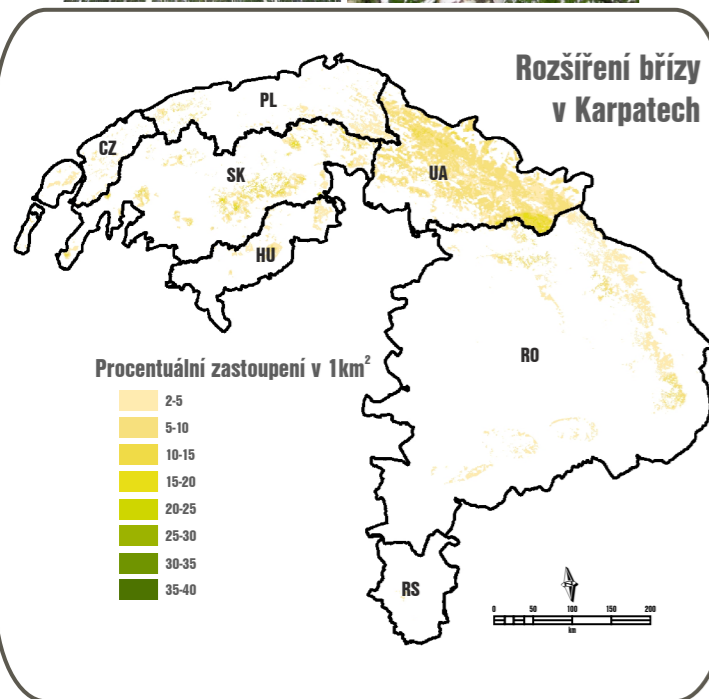 Rozšíření břízy
v Karpatech
PL
CZ
SK
UA
HU
RO
Procentuální zastoupení v 1km²
2-5
5-10
10-15
15-20
20-25
25-30
30-35
35-40
RS
0 50 100 150 200
km